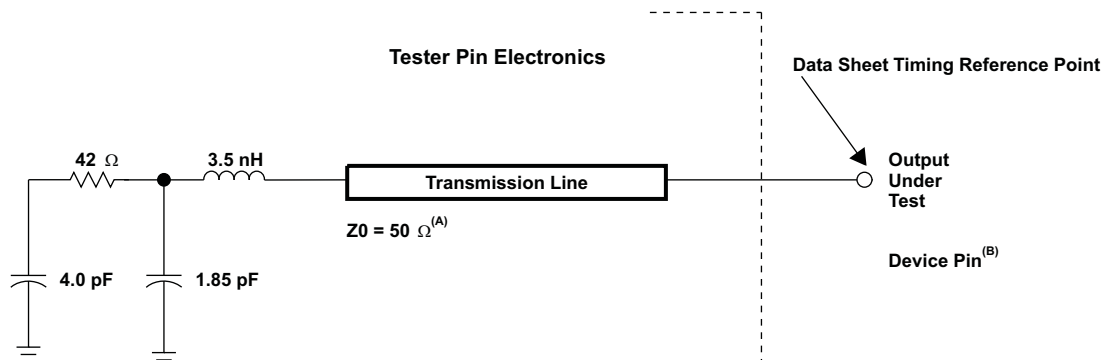 Tester Pin Electronics
Data Sheet Timing Reference Point
42 Ω
3.5 nH
Transmission Line
Output
Under
Test
Z0 = 50 Ω(A)
Device Pin(B)
4.0 pF
1.85 pF